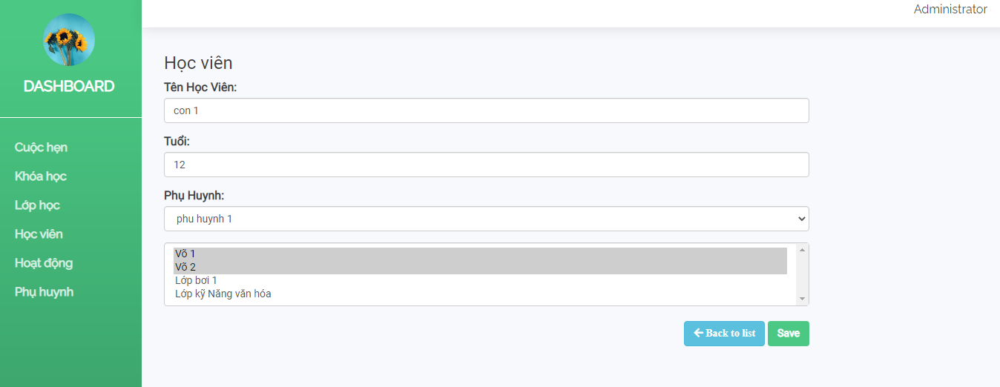 Administrator
DASHBOARD
Cuộc hẹn
Khóa học
Lớp học
Học viên
Hoạt động
Phụ huynh
Học viên
Tên Học Viên:
con 1
Tuổi:
12
Phụ Huynh:
phu huynh 1
Võ 1
Võ 2
Lớp bơi 1
Lớp kỹ Năng văn hóa
Back to list
Save